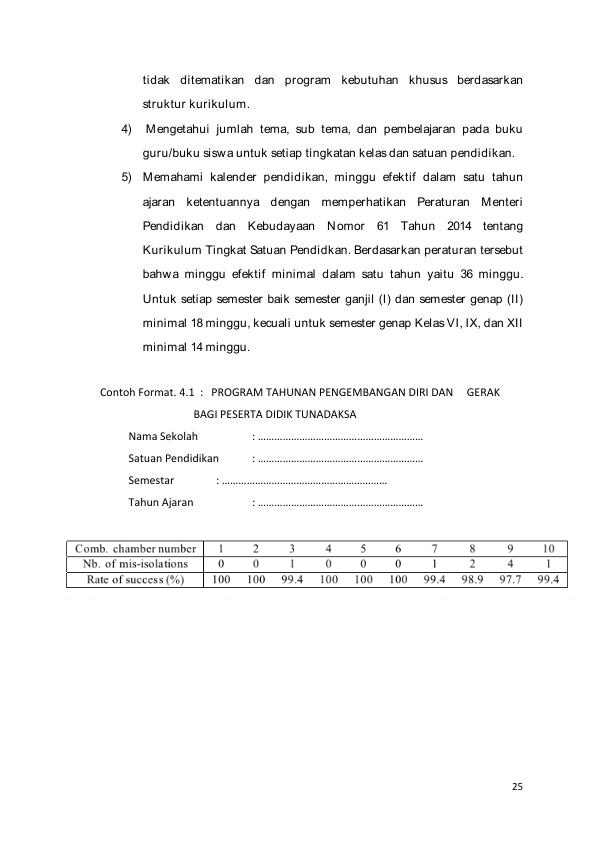 tidak ditematikan dan program kebutuhan khusus berdasarkan
struktur kurikulum.
4) Mengetahui jumlah tema, sub tema, dan pembelajaran pada buku
guru/buku siswa untuk setiap tingkatan kelas dan satuan pendidikan.
5) Memahami kalender pendidikan, minggu efektif dalam satu tahun
ajaran ketentuannya dengan memperhatikan Peraturan Menteri
Pendidikan dan Kebudayaan Nomor 61 Tahun 2014 tentang
Kurikulum Tingkat Satuan Pendidkan. Berdasarkan peraturan tersebut
bahwa minggu efektif minimal dalam satu tahun yaitu 36 minggu.
Untuk setiap semester baik semester ganjil (I) dan semester genap (II)
minimal 18 minggu, kecuali untuk semester genap Kelas VI, IX, dan XII
minimal 14 minggu.
Contoh Format. 4.1 : PROGRAM TAHUNAN PENGEMBANGAN DIRI DAN GERAK
BAGI PESERTA DIDIK TUNADAKSA
Nama Sekolah : ……………………………………………………
Satuan Pendidikan : ……………………………………………………
Semestar : ……………………………………………………
Tahun Ajaran : ……………………………………………………
Comb. chamber number 1 2 3 4 5 6 7 8 9 10
Nb. of mis-isolations 0 0 1 0 0 0 1 2 4 1
Rate of success (%) 100 100 99.4 100 100 100 99.4 98.9 97.7 99.4
25